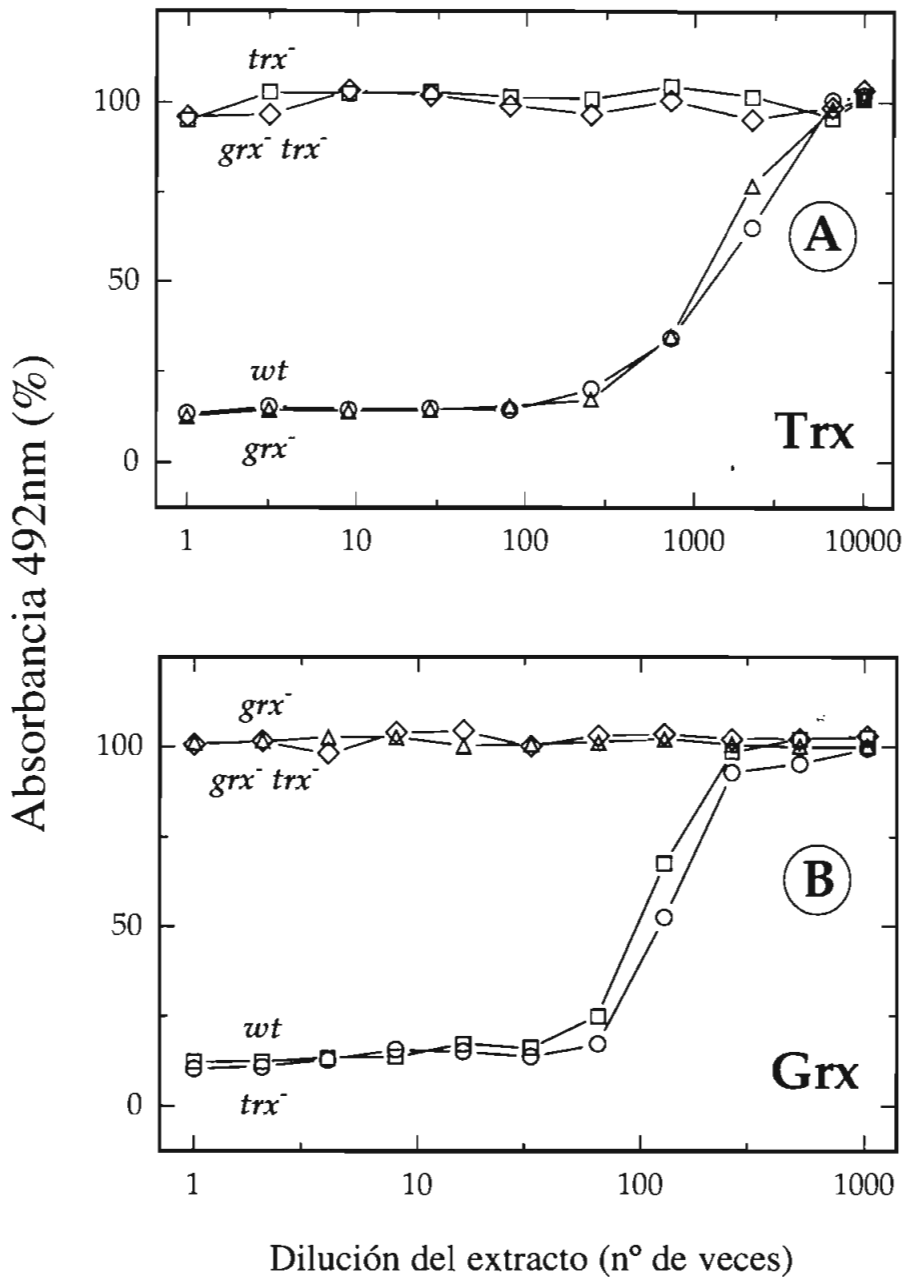 trx⁻
100
grx⁻ trx⁻
A
50
wt
grx⁻
0
Trx
1 10 100 1000 10000
Absorbancia 492nm (%)
grx⁻
100
grx⁻ trx⁻
B
50
wt
trx⁻
0
Grx
1 10 100 1000
Dilución del extracto (nº de veces)